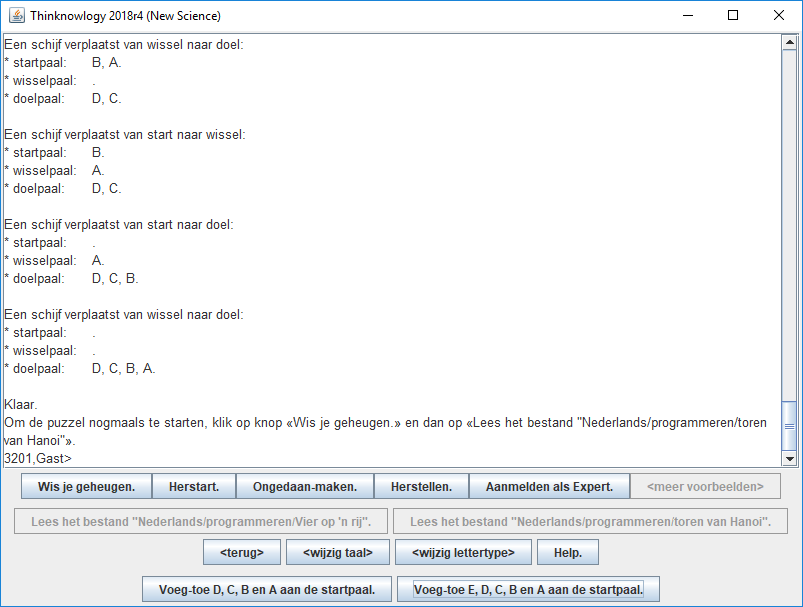 Thinknowlogy 2018r4 (New Science)
Een schijf verplaatst van wissel naar doel:
* startpaal: B, A.
* wisselpaal: .
* doelpaal: D, C.
Een schijf verplaatst van start naar wissel:
* startpaal: B.
* wisselpaal: A.
* doelpaal: D, C.
Een schijf verplaatst van start naar doel:
* startpaal: .
* wisselpaal: A.
* doelpaal: D, C, B.
Een schijf verplaatst van wissel naar doel:
* startpaal: .
* wisselpaal: .
* doelpaal: D, C, B, A.
Klaar.
Om de puzzel nogmaals te starten, klik op knop «Wis je geheugen.» en dan op «Lees het bestand "Nederlands/programmeren/toren
van Hanoi"».
3201,Gast>
Wis je geheugen. Herstart. Ongedaan-maken. Herstellen. Aanmelden als Expert. <meer voorbeelden>
Lees het bestand "Nederlands/programmeren/Vier op 'n rij". Lees het bestand "Nederlands/programmeren/toren van Hanoi".
<terug> <wijzig taal> <wijzig lettertype> Help.
Voeg-toe D, C, B en A aan de startpaal. Voeg-toe E, D, C, B en A aan de startpaal.